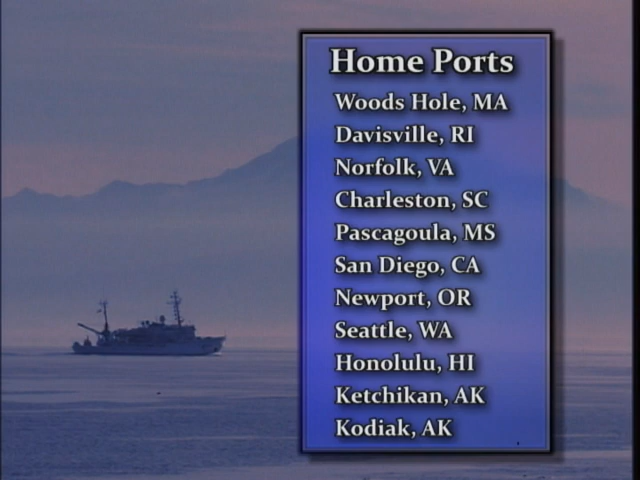 Home Ports
Woods Hole, MA
Davisville, RI
Norfolk, VA
Charleston, SC
Pascagoula, MS
San Diego, CA
Newport, OR
Seattle, WA
Honolulu, HI
Ketchikan, AK
Kodiak, AK